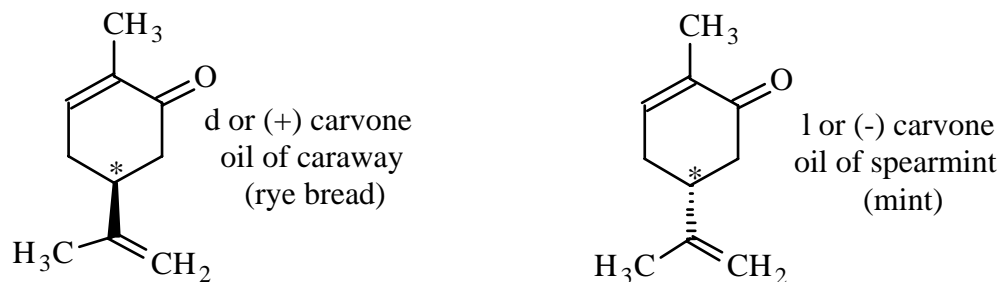 CH3
O
d or (+) carvone
oil of caraway
(rye bread)
*
H3C
CH2
CH3
O
l or (-) carvone
oil of spearmint
(mint)
*
H3C
CH2